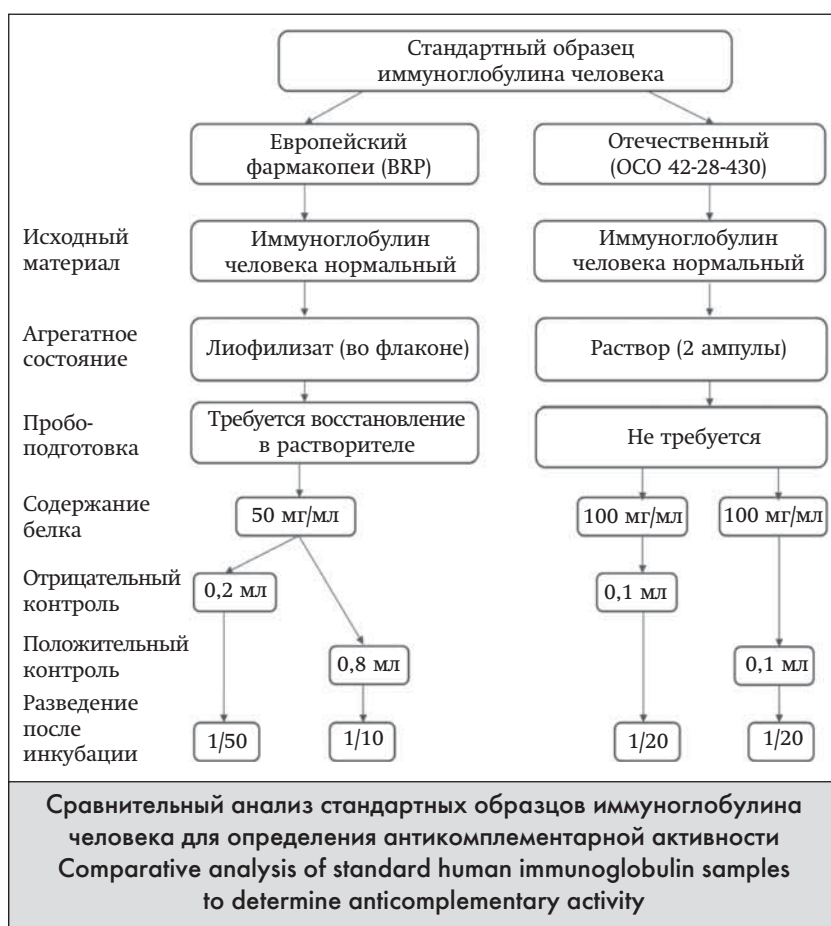 Стандартный образец
иммуноглобулина человека
Европейский
фармакопеи (BRP)
Отечественный
(ОСО 42-28-430)
Исходный
материал
Иммуноглобулин
человека нормальный
Иммуноглобулин
человека нормальный
Агрегатное
состояние
Лиофилизат (во флаконе)
Раствор (2 ампулы)
Пробо-
подготовка
Требуется восстановление
в растворителе
Не требуется
Содержание
белка
50 мг/мл
100 мг/мл
100 мг/мл
Отрицательный
контроль
0,2 мл
0,1 мл
Положительный
контроль
0,8 мл
0,1 мл
Разведение
после
инкубации
1/50
1/10
1/20
1/20
Сравнительный анализ стандартных образцов иммуноглобулина
человека для определения антикомплементарной активности
Comparative analysis of standard human immunoglobulin samples
to determine anticomplementary activity